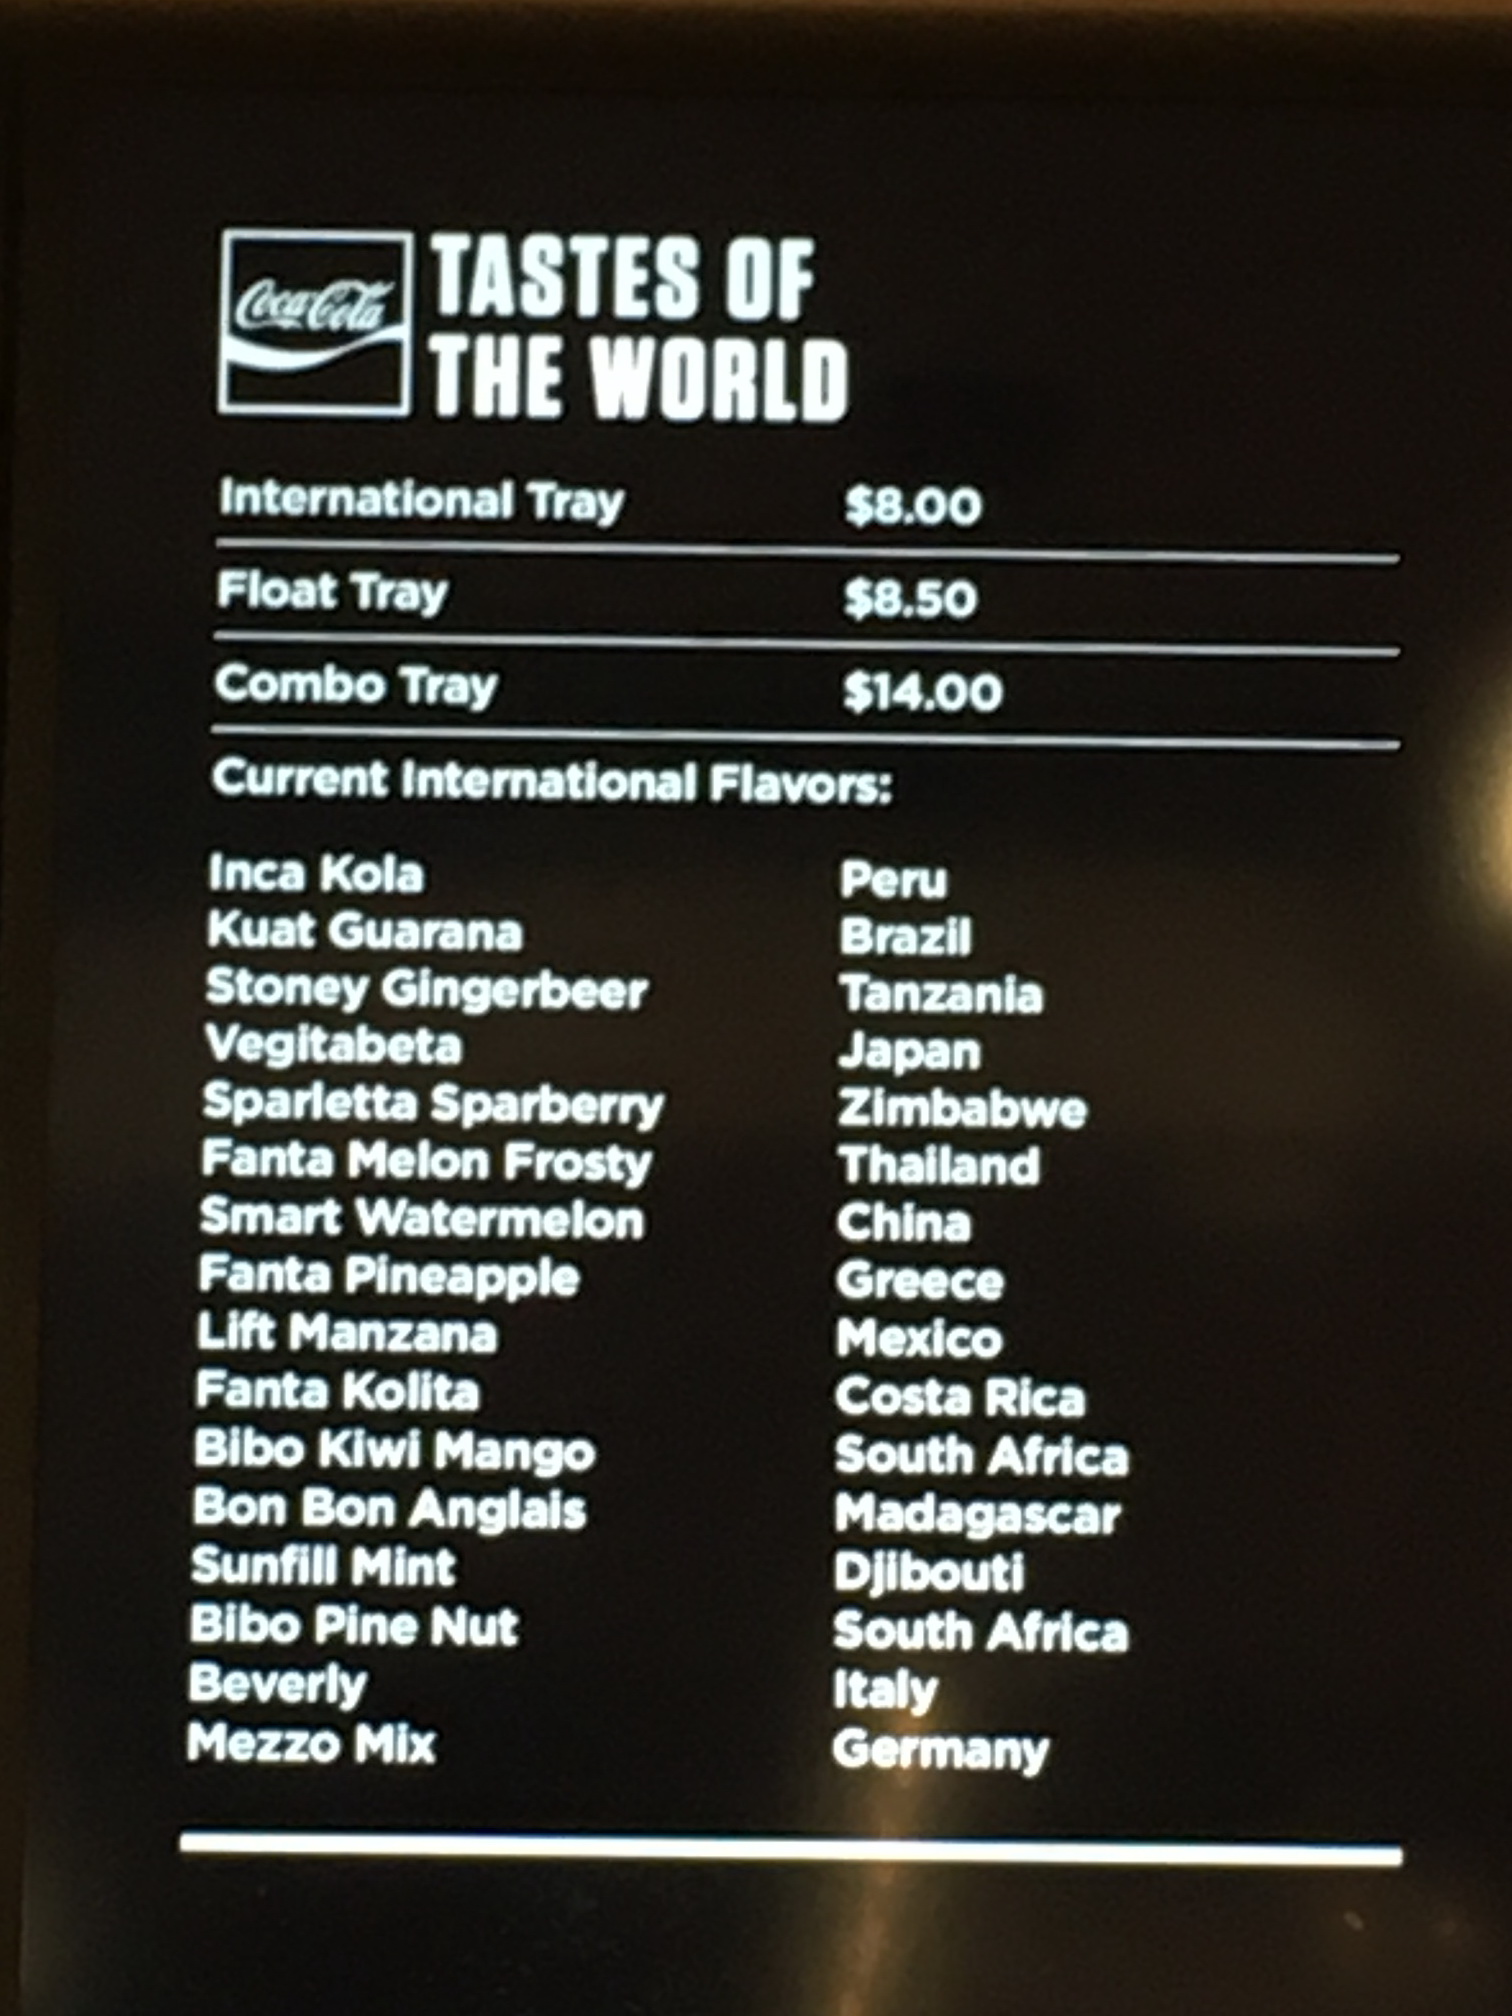 Coca-Cola
TASTES OF
THE WORLD
International Tray $8.00
Float Tray $8.50
Combo Tray $14.00
Current International Flavors:
Inca Kola Peru
Kuat Guarana Brazil
Stoney Gingerbeer Tanzania
Vegitabeta Japan
Sparletta Sparberry Zimbabwe
Fanta Melon Frosty Thailand
Smart Watermelon China
Fanta Pineapple Greece
Lift Manzana Mexico
Fanta Kolita Costa Rica
Bibo Kiwi Mango South Africa
Bon Bon Anglais Madagascar
Sunfill Mint Djibouti
Bibo Pine Nut South Africa
Beverly Italy
Mezzo Mix Germany